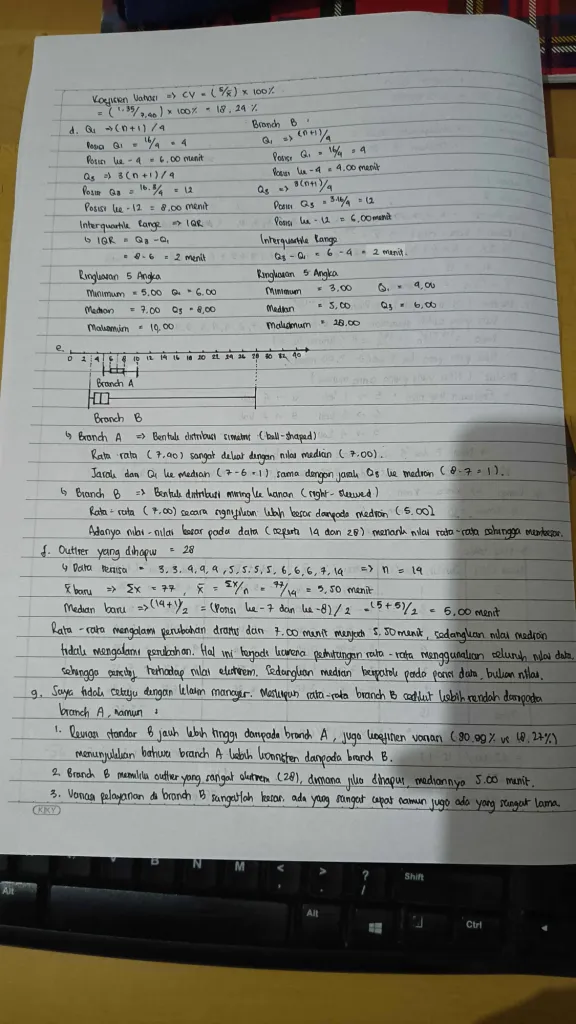 Koefisien Variasi => CV = (S/x̄) x 100%
= (1.35/7,40) x 100% = 18,24 %
d. Q₁ => (n+1)/4
Posisi Q₁ = 16/4 = 4
Posisi ke-4 = 6,00 menit
Q₃ => 3(n+1)/4
Posisi Q₃ = 16.3/4 = 12
Posisi ke-12 = 8,00 menit
Interquartile Range => IQR
↳ IQR = Q₃ - Q₁
= 8-6 = 2 menit
Ringkasan 5 Angka
Minimum = 5,00 Q₁ = 6,00
Median = 7,00 Q₃ = 8,00
Maksimum = 10,00
Branch B
Q₁ => (n+1)/4
Posisi Q₁ = 16/4 = 4
Posisi ke-4 = 4,00 menit
Q₃ => 3(n+1)/4
Posisi Q₃ = 3.16/4 = 12
Posisi ke-12 = 6,00 menit
Interquartile Range
Q₃ - Q₁ = 6 - 4 = 2 menit.
Ringkasan 5 Angka
Minimum = 3,00 Q₁ = 4,00
Median = 5,00 Q₃ = 6,00
Maksimum = 28,00
e.
0 2 4 6 8 10 12 14 16 18 20 22 24 26 28 30 32 40
Branch A
Branch B
↳ Branch A => Bentuk distribusi simetris (bell-shaped)
Rata-rata (7,40) sangat dekat dengan nilai median (7,00).
Jarak dari Q₁ ke median (7-6=1) sama dengan jarak Q₃ ke median (8-7=1).
↳ Branch B => Bentuk distribusi miring ke kanan (right-skewed)
Rata-rata (7,00) secara signifikan lebih besar daripada median (5,00)
Adanya nilai-nilai besar pada data (seperti 14 dan 28) menarik nilai rata-rata sehingga membesar.
f. Outlier yang dihapus = 28
↳ Data tersisa = 3, 3, 4, 4, 4, 5, 5, 5, 5, 6, 6, 6, 7, 14 => n = 14
x̄ baru => Σx = 77, x̄ = Σx/n = 77/14 = 5,50 menit
Median baru => (14+1)/2 = (Posisi ke-7 dan ke-8)/2 = (5+5)/2 = 5,00 menit
Rata-rata mengalami perubahan drastis dari 7.00 menit menjadi 5,50 menit, sedangkan nilai median
tidak mengalami perubahan. Hal ini terjadi karena perhitungan rata-rata menggunakan seluruh nilai data,
sehingga sensitif terhadap nilai ekstrem. Sedangkan median berpatok pada posisi data, bukan nilai.
g. Saya tidak setuju dengan klaim manager. Meskipun rata-rata branch B sedikit lebih rendah daripada
branch A, namun :
1. Deviasi standar B jauh lebih tinggi daripada branch A, juga koefisien variasi (90.99% vs 18,24%)
menunjukkan bahwa branch A lebih konsisten daripada branch B.
2. Branch B memiliki outlier yang sangat ekstrem (28), dimana jika dihapus, mediannya 5.00 menit.
3. Variasi pelayanan di branch B sangatlah besar. ada yang sangat cepat namun juga ada yang sangat lama.
KKY
B N M < > ? /
Shift
Alt
Alt
Ctrl